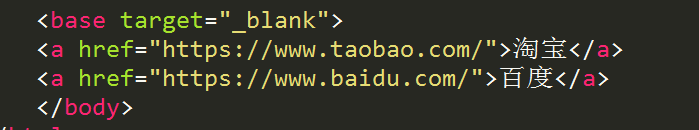 <base target="_blank">
<a href="https://www.taobao.com/">淘宝</a>
<a href="https://www.baidu.com/">百度</a>
</body>